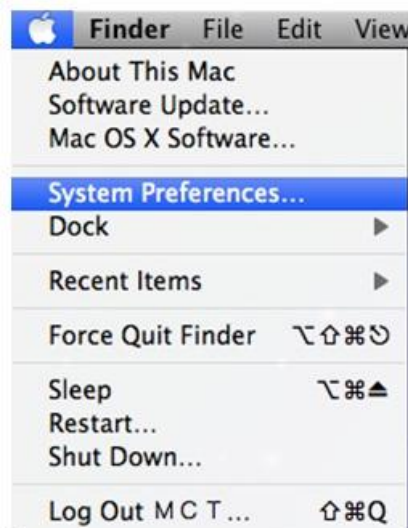 Finder File Edit View
About This Mac
Software Update...
Mac OS X Software...
System Preferences...
Dock
Recent Items
Force Quit Finder ⌥⇧⌘⎋
Sleep ⌥⌘⏏
Restart...
Shut Down...
Log Out M C T... ⇧⌘Q